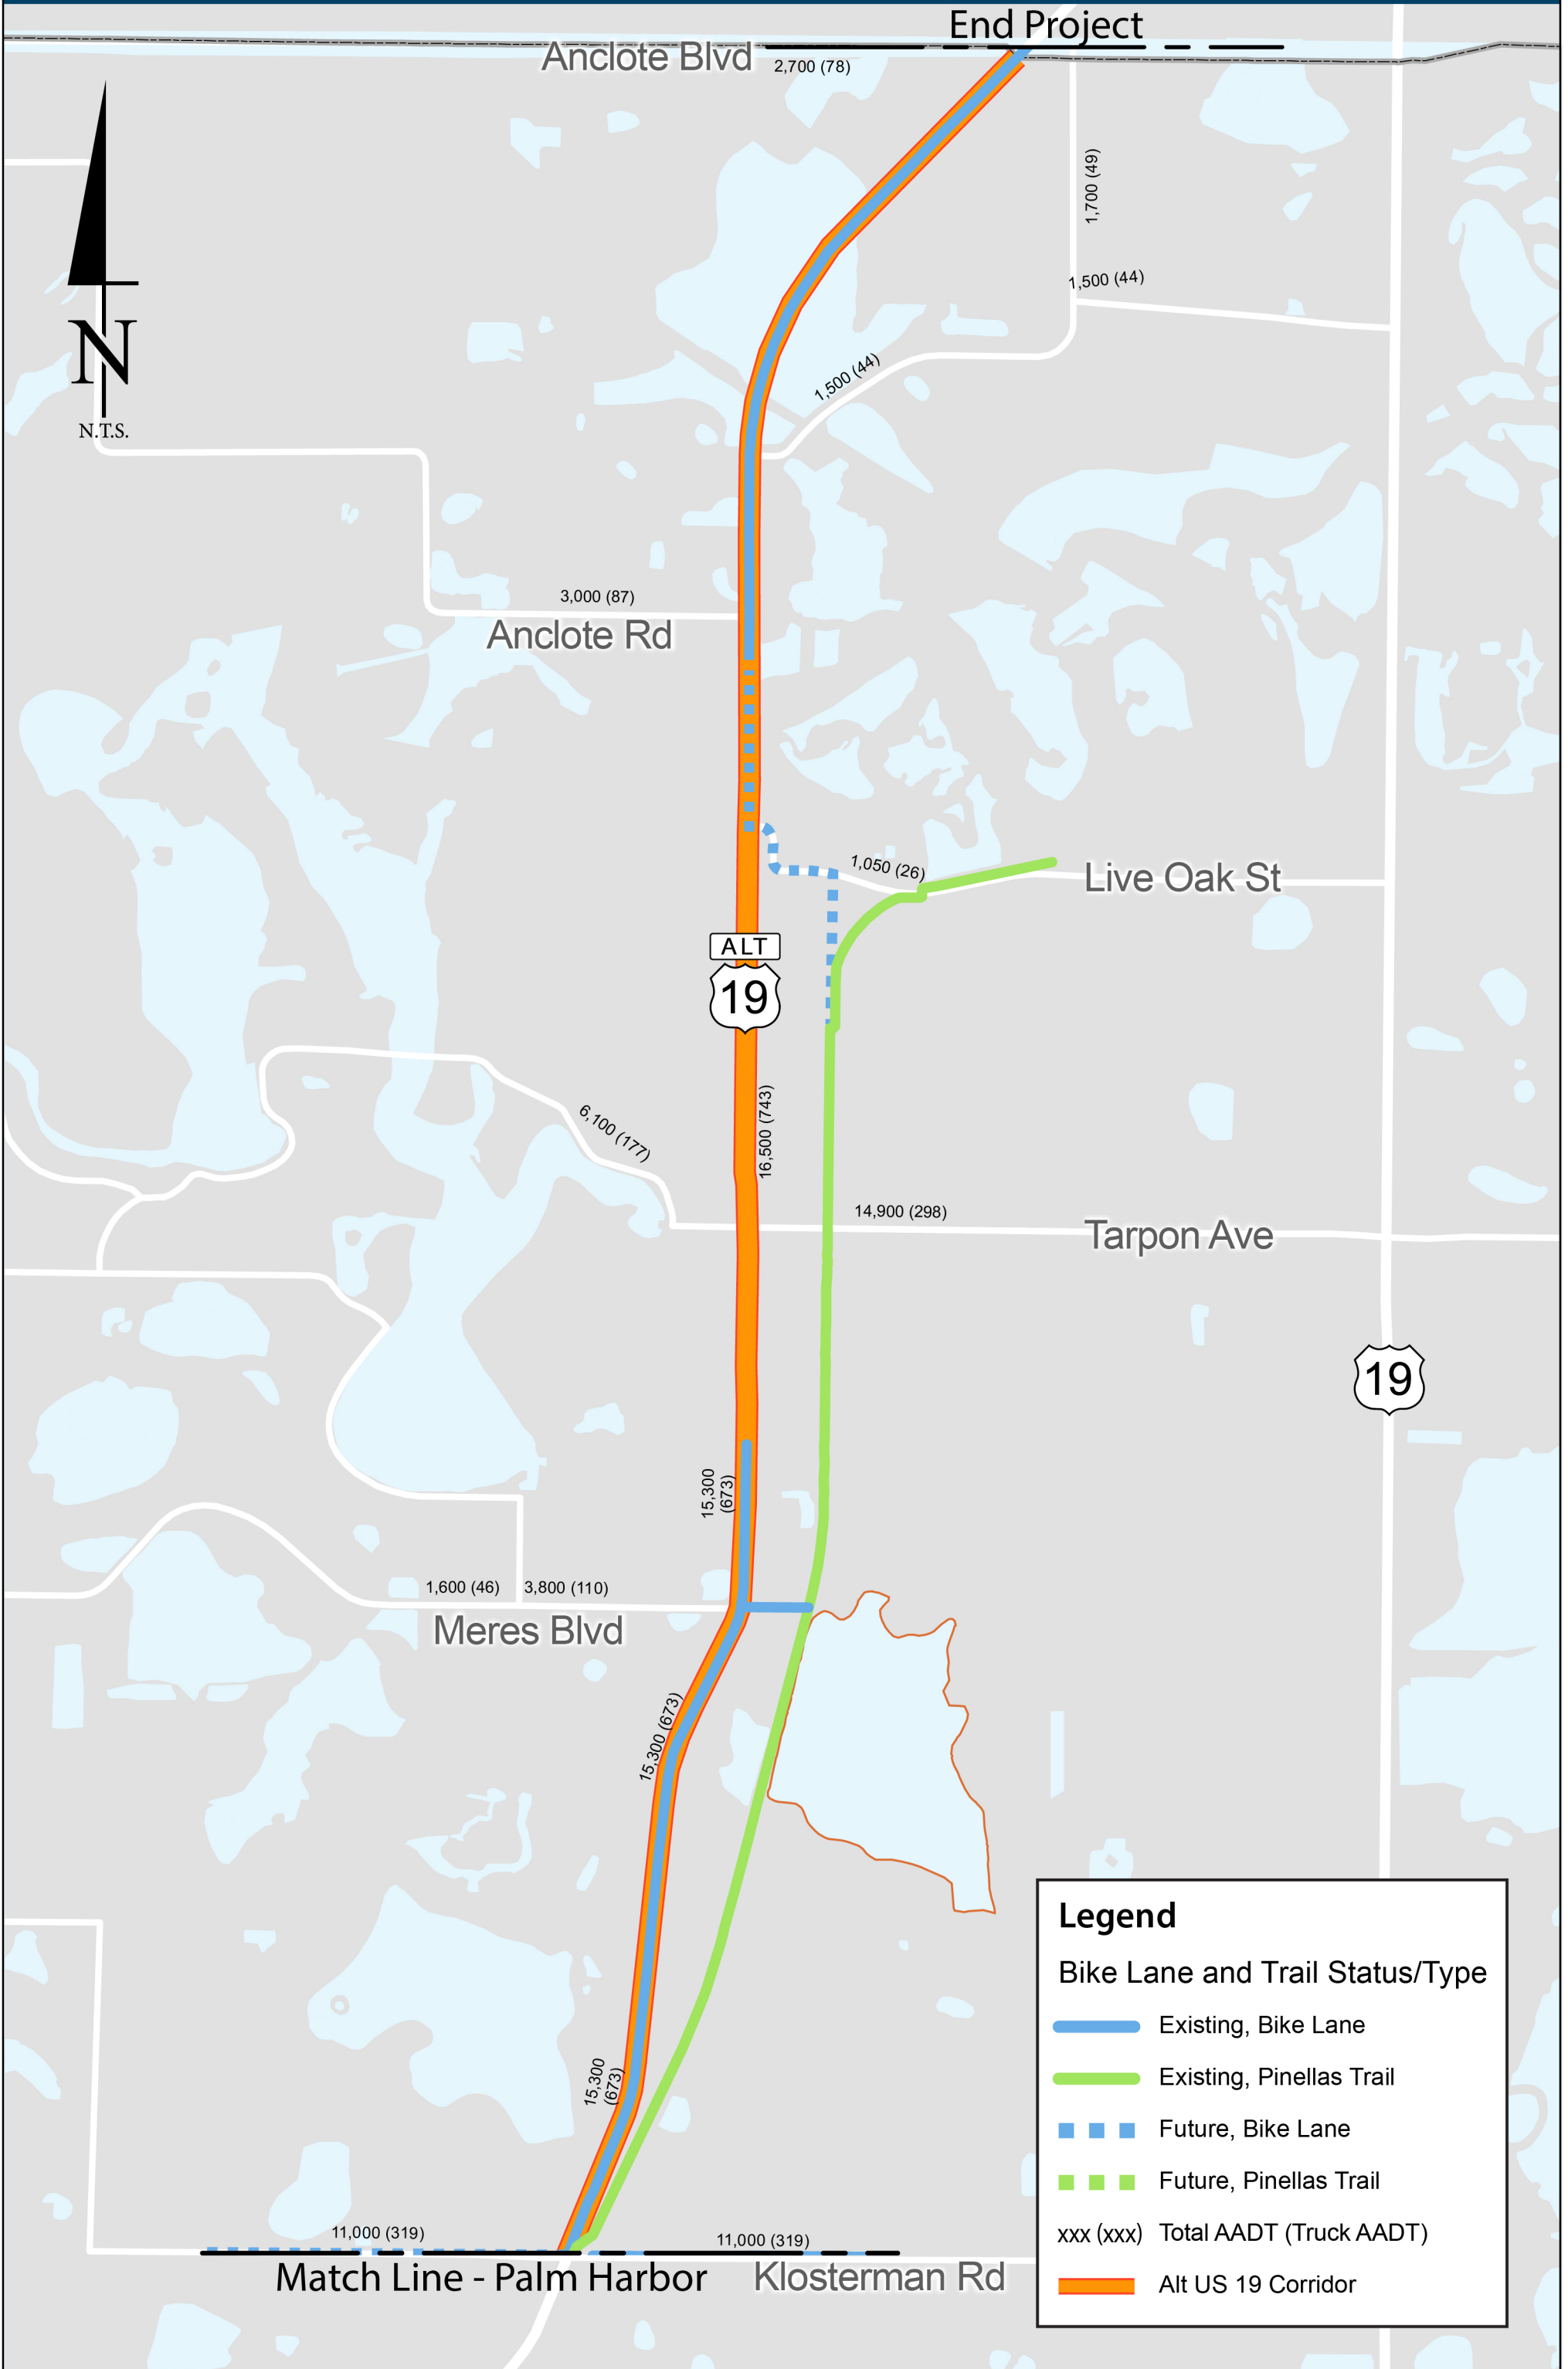 End Project
Anclote Blvd
2,700 (78)
1,700 (49)
1,500 (44)
1,500 (44)
N
N.T.S.
3,000 (87)
Anclote Rd
1,050 (26)
Live Oak St
ALT
19
16,500 (743)
6,100 (177)
14,900 (298)
Tarpon Ave
19
15,300
(673)
1,600 (46)
3,800 (110)
Meres Blvd
15,300 (673)
15,300
(673)
11,000 (319)
11,000 (319)
Match Line - Palm Harbor
Klosterman Rd
Legend
Bike Lane and Trail Status/Type
Existing, Bike Lane
Existing, Pinellas Trail
Future, Bike Lane
Future, Pinellas Trail
xxx (xxx) Total AADT (Truck AADT)
Alt US 19 Corridor